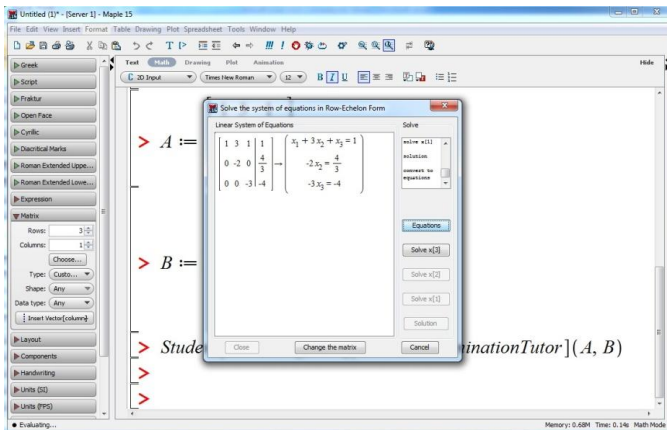 Untitled (1)* - [Server 1] - Maple 15
File Edit View Insert Format Table Drawing Plot Spreadsheet Tools Window Help
Text Math Drawing Plot Animation Hide
C 2D Input Times New Roman 12 B I U
Greek
Script
Fraktur
Open Face
Cyrillic
Diacritical Marks
Roman Extended Uppe...
Roman Extended Lowe...
Expression
Matrix
Rows: 3
Columns: 1
Choose...
Type: Custo...
Shape: Any
Data type: Any
Insert Vector[column]
Layout
Components
Handwriting
Units (SI)
Units (FPS)
> A :=
> B :=
> Stude
inationTutor](A, B)
>
>
Solve the system of equations in Row-Echelon Form
Linear System of Equations
1 3 1 | 1 x₁ + 3 x₂ + x₃ = 1
0 -2 0 | 4/3 → -2 x₂ = 4/3
0 0 -3 | -4 -3 x₃ = -4
Solve
solve x[1]
solution
convert to
equations
Equations
Solve x[3]
Solve x[2]
Solve x[1]
Solution
Close Change the matrix Cancel
Evaluating... Memory: 0.68M Time: 0.14s Math Mode